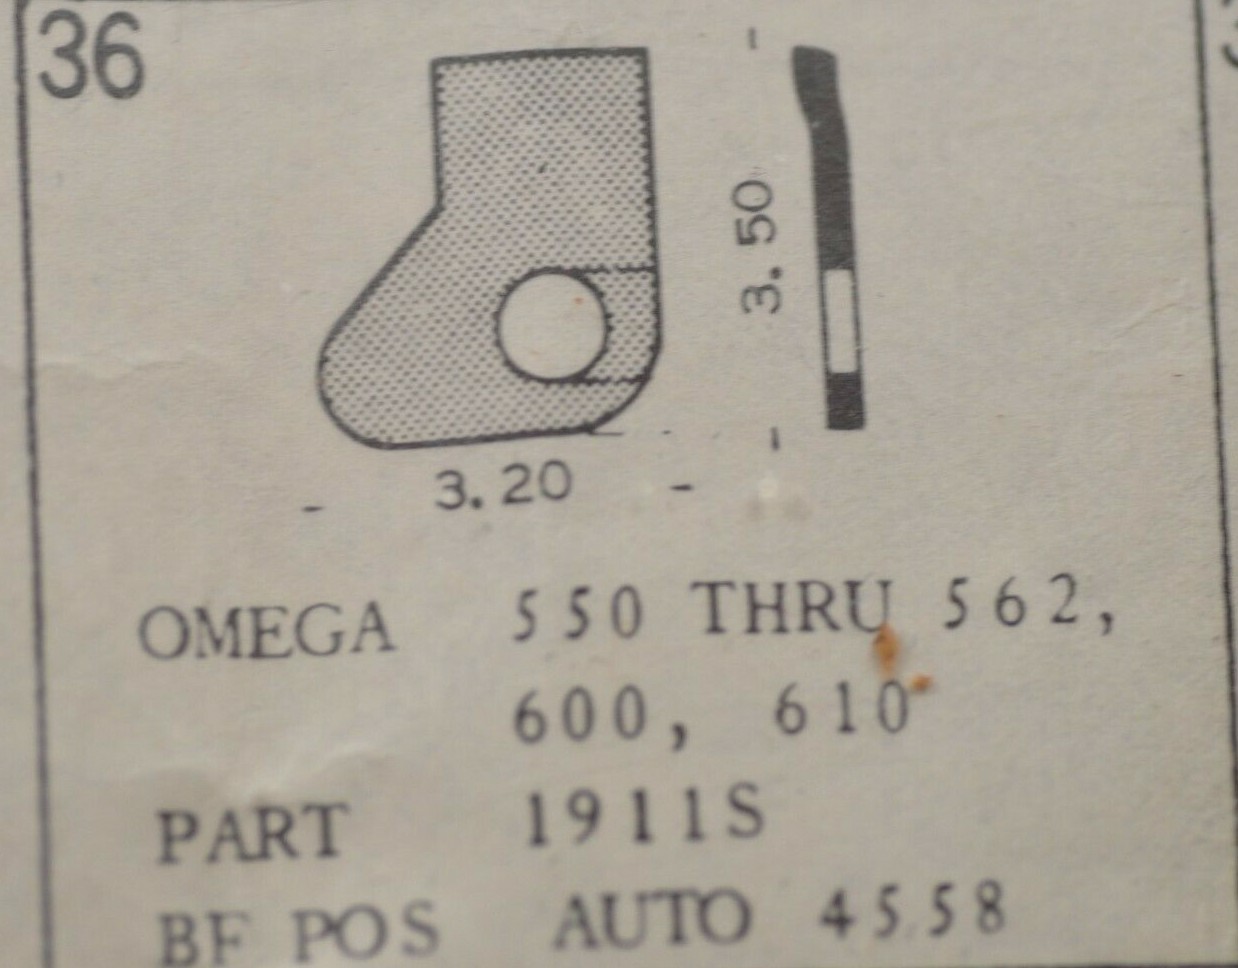 36
3.50
3.20
OMEGA 550 THRU 562,
600, 610
PART 1911S
BF POS AUTO 4558